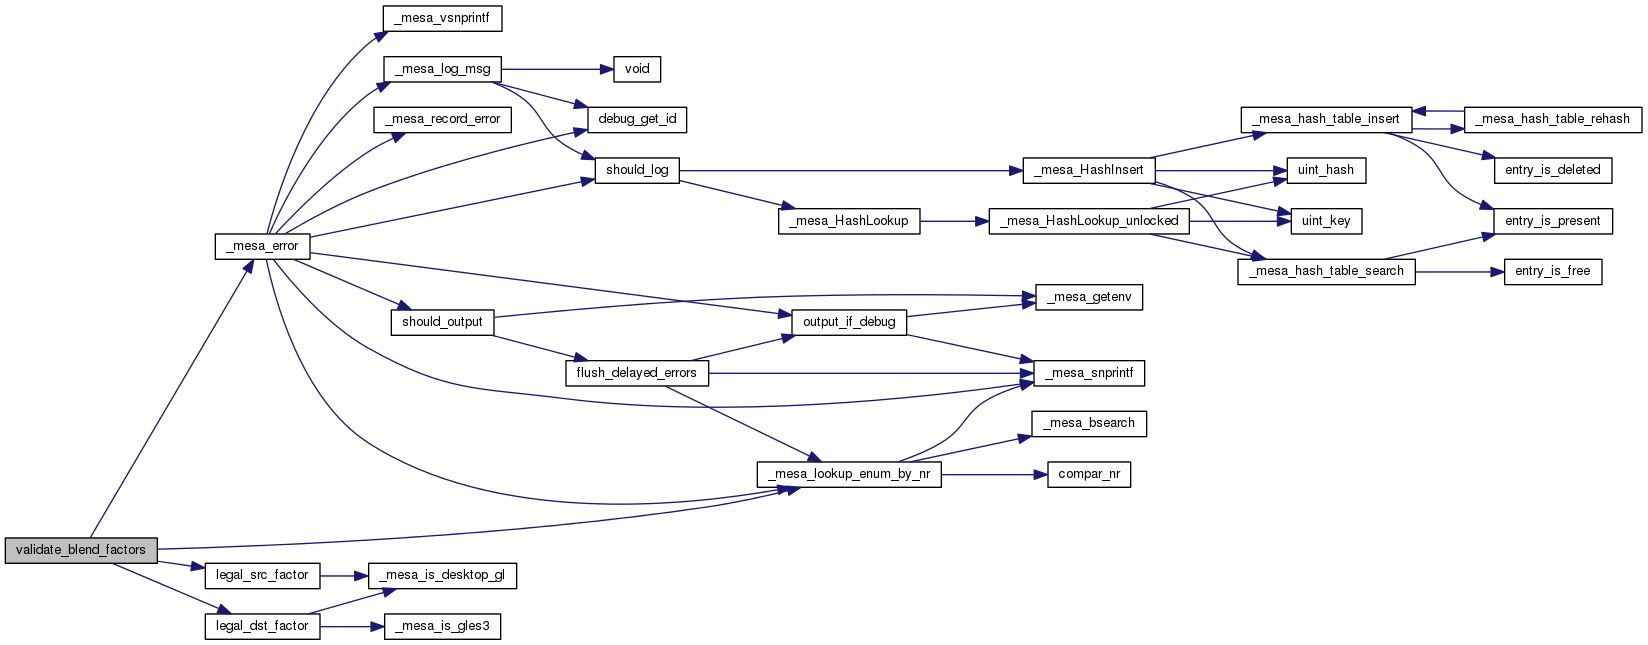 _mesa_vsnprintf
_mesa_log_msg
void
_mesa_record_error
debug_get_id
_mesa_hash_table_insert
_mesa_hash_table_rehash
should_log
_mesa_HashInsert
uint_hash
entry_is_deleted
_mesa_HashLookup
_mesa_HashLookup_unlocked
uint_key
entry_is_present
_mesa_error
_mesa_hash_table_search
entry_is_free
_mesa_getenv
should_output
output_if_debug
flush_delayed_errors
_mesa_snprintf
_mesa_bsearch
_mesa_lookup_enum_by_nr
compar_nr
validate_blend_factors
legal_src_factor
_mesa_is_desktop_gl
legal_dst_factor
_mesa_is_gles3